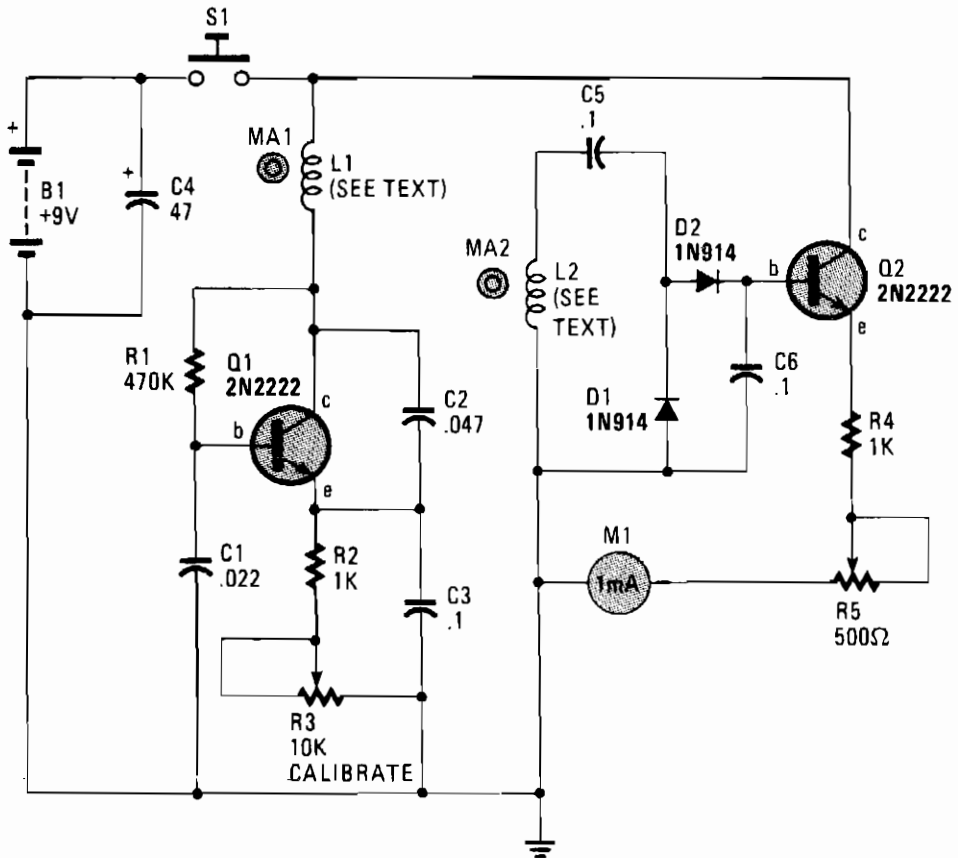 S1
+
B1
+9V
+
C4
47
MA1
L1
(SEE TEXT)
C5
.1
MA2
L2
(SEE
TEXT)
D2
1N914
b
c
Q2
2N2222
e
R1
470K
Q1
2N2222
c
b
e
C2
.047
D1
1N914
C6
.1
R4
1K
C1
.022
R2
1K
C3
.1
M1
1mA
R5
500Ω
R3
10K
CALIBRATE